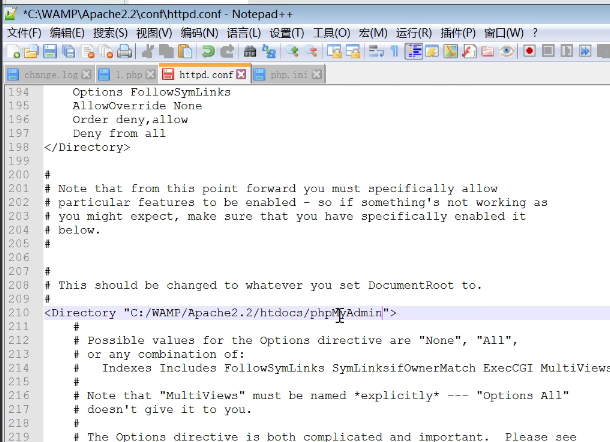 *C:\WAMP\Apache2.2\conf\httpd.conf - Notepad++
文件(F) 编辑(E) 搜索(S) 视图(V) 编码(N) 语言(L) 设置(T) 工具(O) 宏(M) 运行(R) 插件(P) 窗口(W) ?
change.log 1.php httpd.conf php.ini
194 Options FollowSymLinks
195 AllowOverride None
196 Order deny,allow
197 Deny from all
198 </Directory>
199
200 #
201 # Note that from this point forward you must specifically allow
202 # particular features to be enabled - so if something's not working as
203 # you might expect, make sure that you have specifically enabled it
204 # below.
205 #
206
207 #
208 # This should be changed to whatever you set DocumentRoot to.
209 #
210 <Directory "C:/WAMP/Apache2.2/htdocs/phpMyAdmin">
211 #
212 # Possible values for the Options directive are "None", "All",
213 # or any combination of:
214 # Indexes Includes FollowSymLinks SymLinksifOwnerMatch ExecCGI MultiViews
215 #
216 # Note that "MultiViews" must be named *explicitly* --- "Options All"
217 # doesn't give it to you.
218 #
219 # The Options directive is both complicated and important. Please see